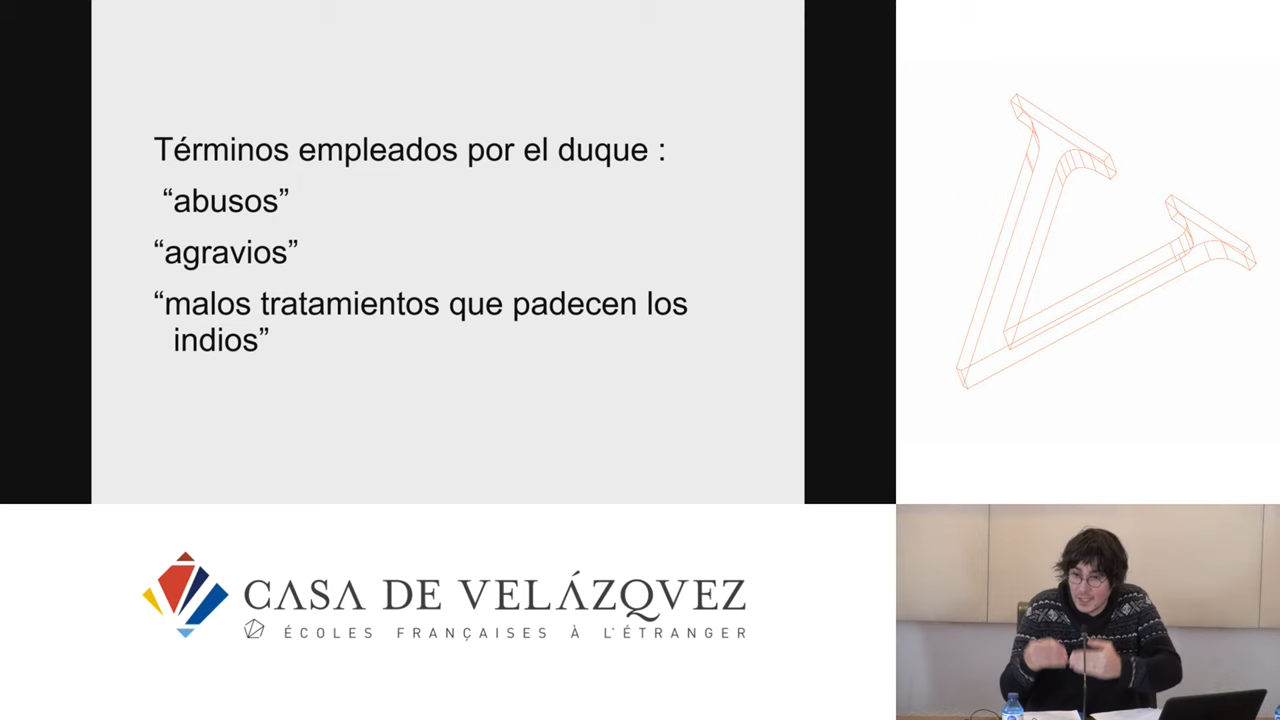 Términos empleados por el duque :
“abusos”
“agravios”
“malos tratamientos que padecen los
indios”
CASA DE VELÁZQVEZ
ÉCOLES FRANÇAISES À L'ÉTRANGER